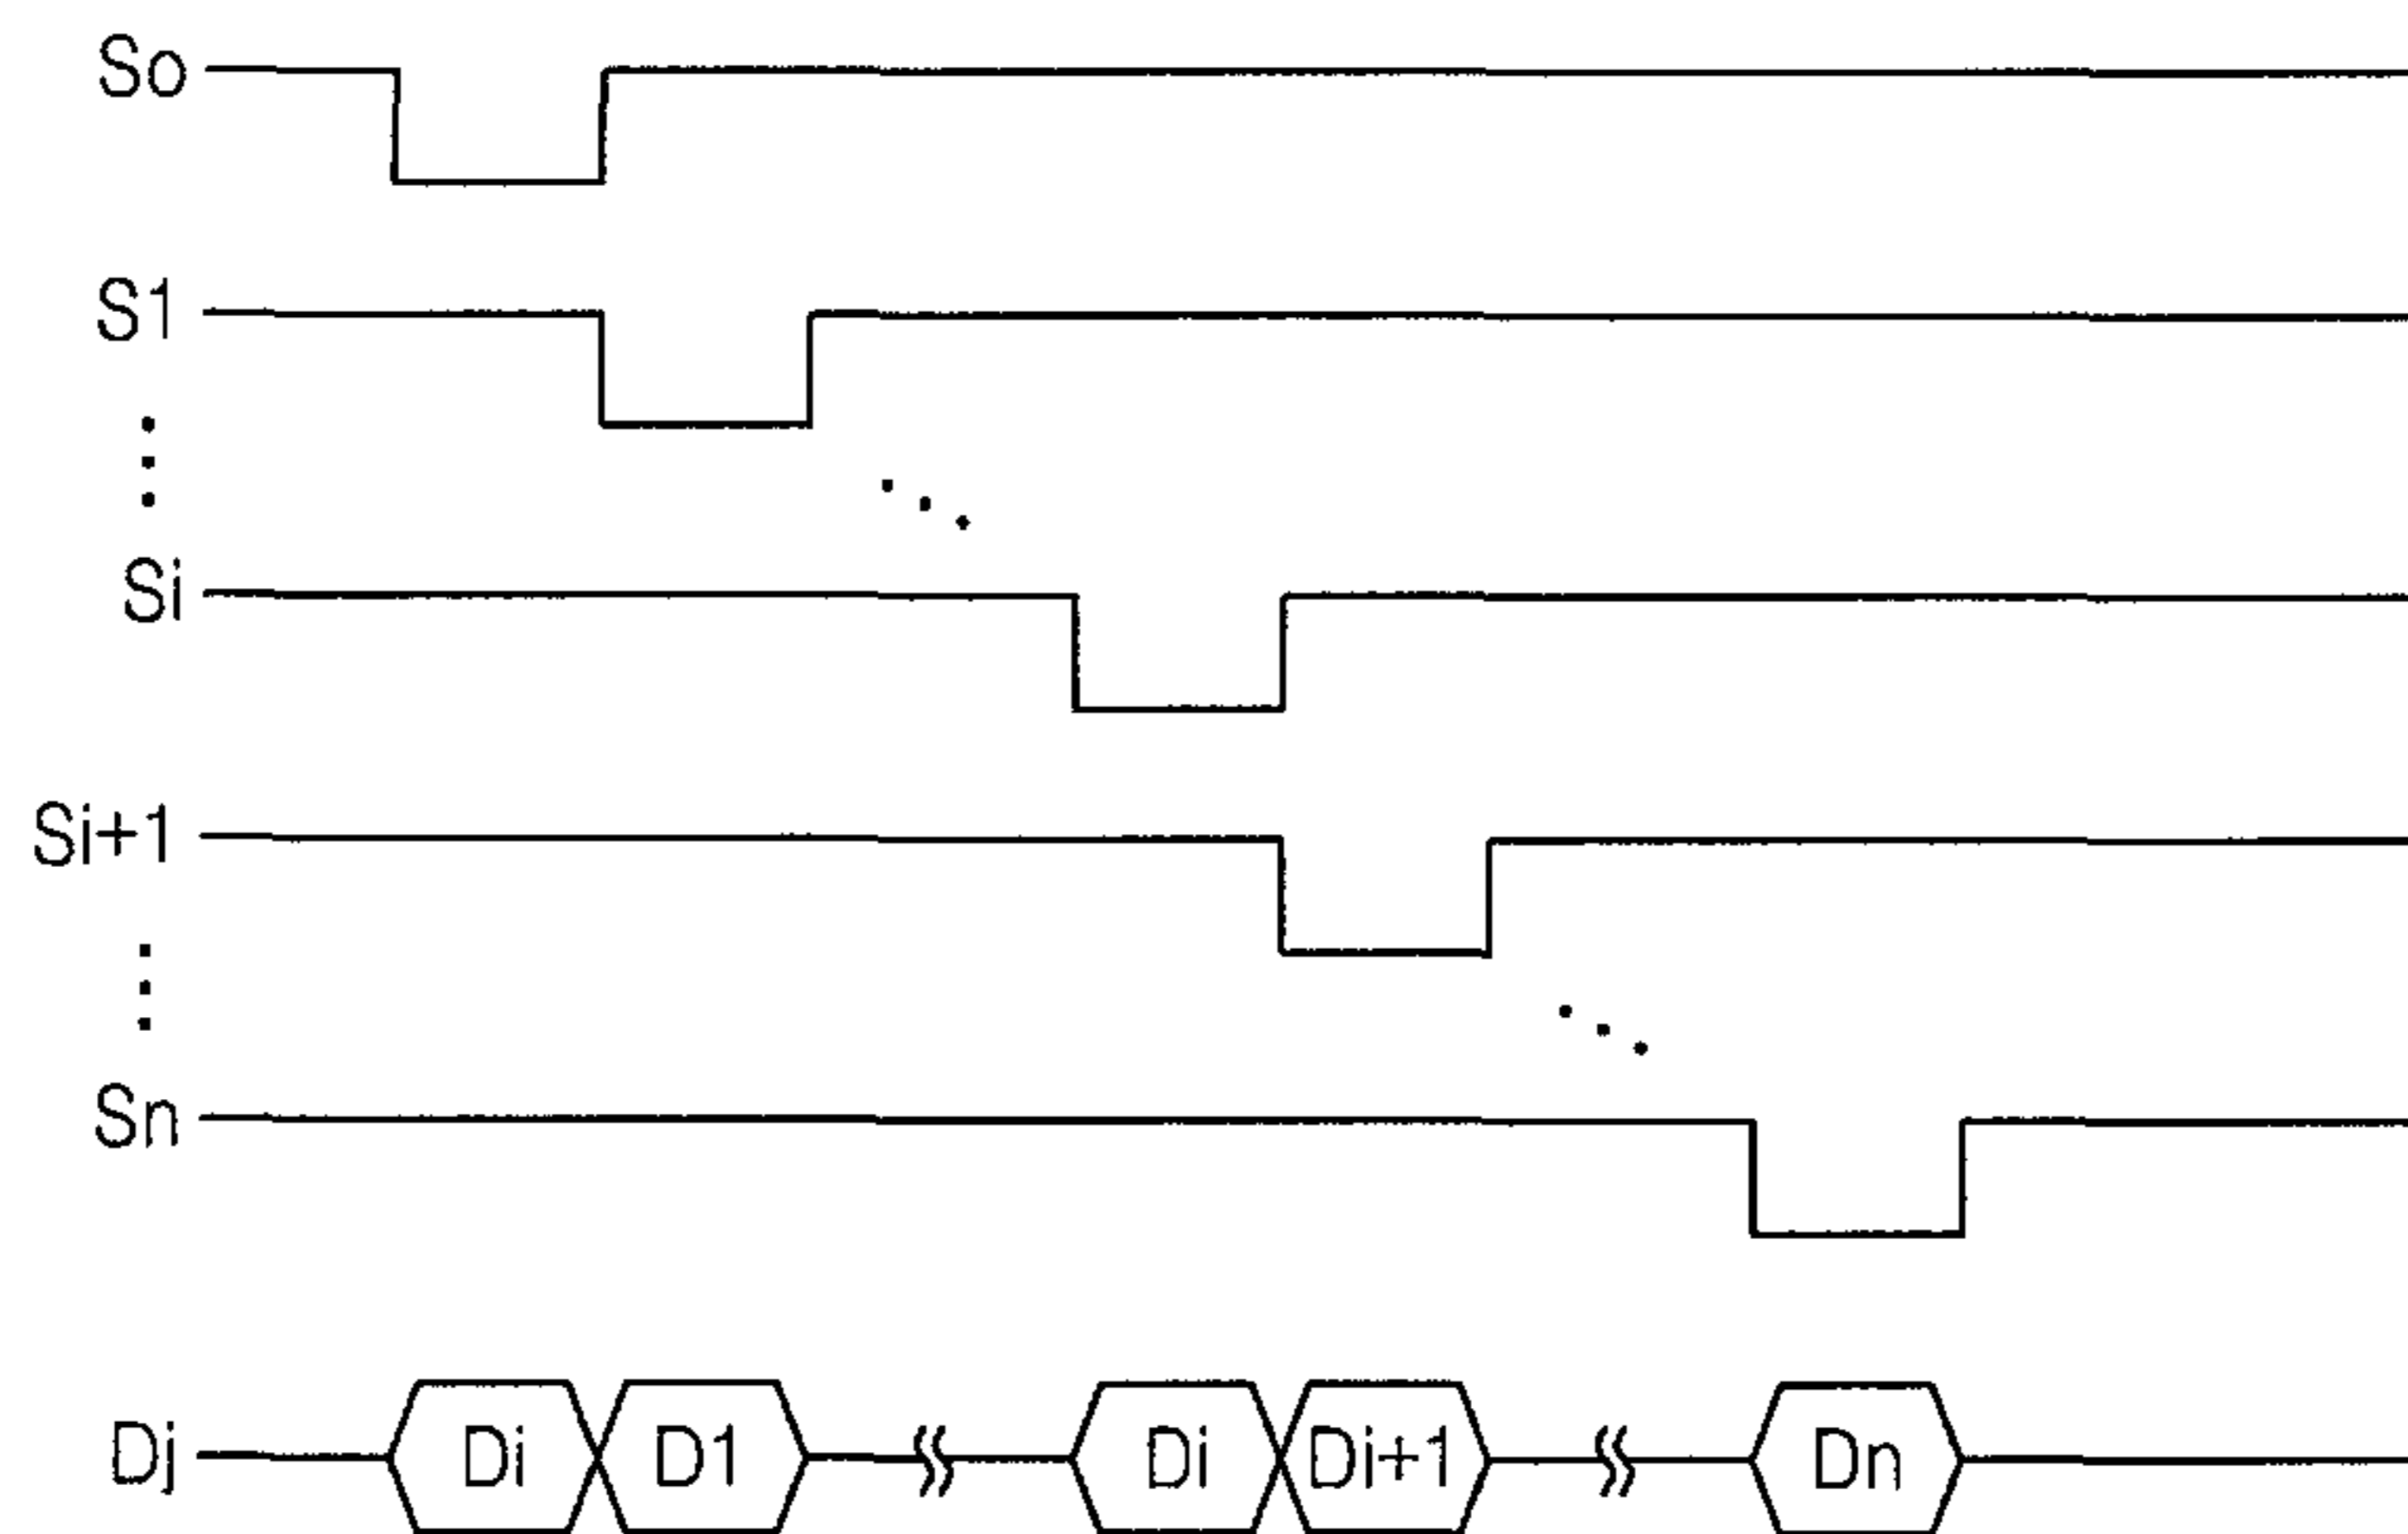 So
S1
Si
Si+1
Sn
Dj Di D1 Di Di+1 Dn